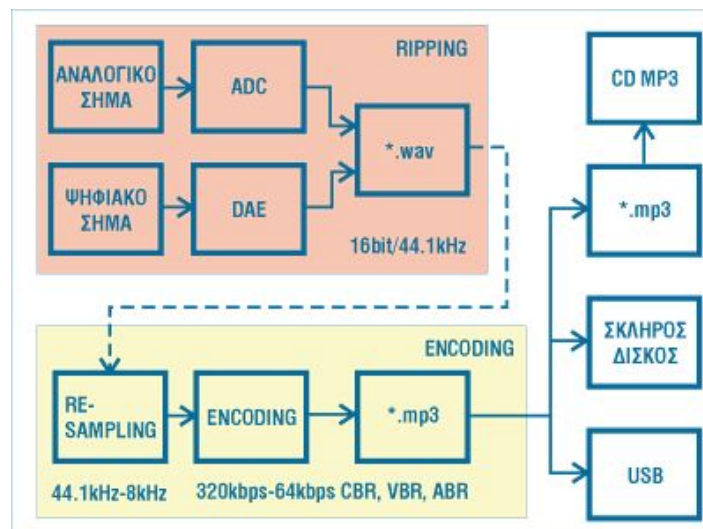 RIPPING
ΑΝΑΛΟΓΙΚΟ
ΣΗΜΑ
ADC
*.wav
ΨΗΦΙΑΚΟ
ΣΗΜΑ
DAE
16bit/44.1kHz
CD MP3
*.mp3
ΣΚΛΗΡΟΣ
ΔΙΣΚΟΣ
USB
ENCODING
RE-
SAMPLING
ENCODING
*.mp3
44.1kHz-8kHz
320kbps-64kbps CBR, VBR, ABR